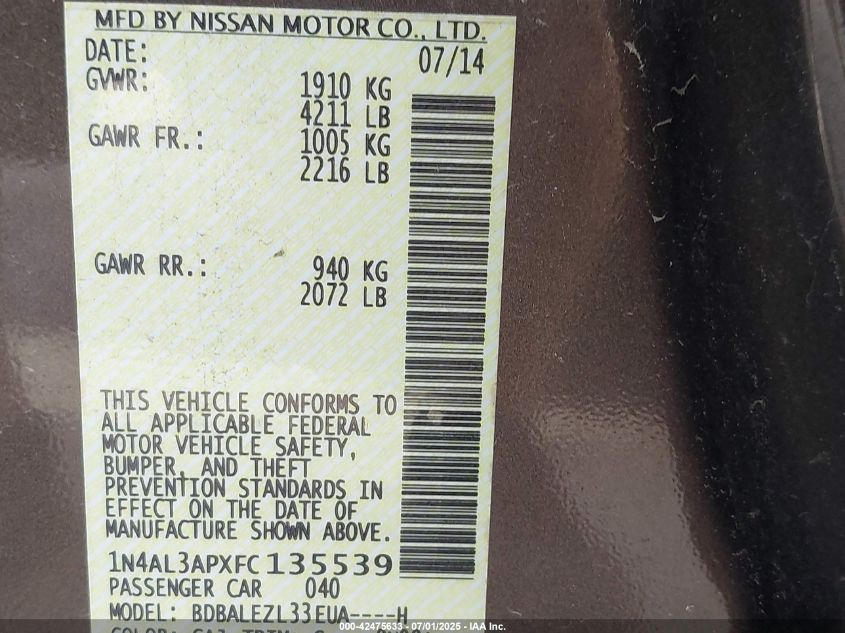 MFD BY NISSAN MOTOR CO., LTD.
DATE: 07/14
GVWR: 1910 KG
4211 LB
GAWR FR.: 1005 KG
2216 LB
GAWR RR.: 940 KG
2072 LB
THIS VEHICLE CONFORMS TO
ALL APPLICABLE FEDERAL
MOTOR VEHICLE SAFETY,
BUMPER, AND THEFT
PREVENTION STANDARDS IN
EFFECT ON THE DATE OF
MANUFACTURE SHOWN ABOVE.
1N4AL3APXFC135539
PASSENGER CAR 040
MODEL: BDBALEZL33EUA----H
COLOR: CAJ TRIM:
000-42475633 - 07/01/2025 - IAA Inc.